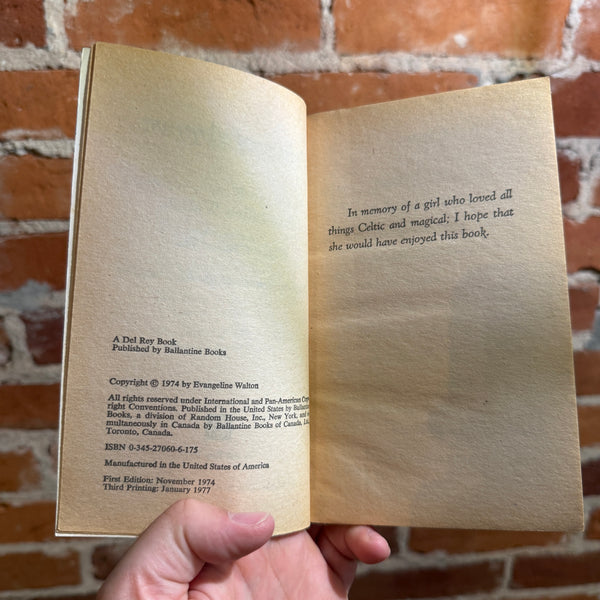 A Del Rey Book
Published by Ballantine Books
Copyright © 1974 by Evangeline Walton
All rights reserved under International and Pan-American
right Conventions. Published in the United States by
Books, a division of Random House, Inc., New York, and
multaneously in Canada by Ballantine Books of Canada,
Toronto, Canada.
ISBN 0-345-27060-6-175
Manufactured in the United States of America
First Edition: November 1974
Third Printing: January 1977
In memory of a girl who loved all
things Celtic and magical; I hope that
she would have enjoyed this book.